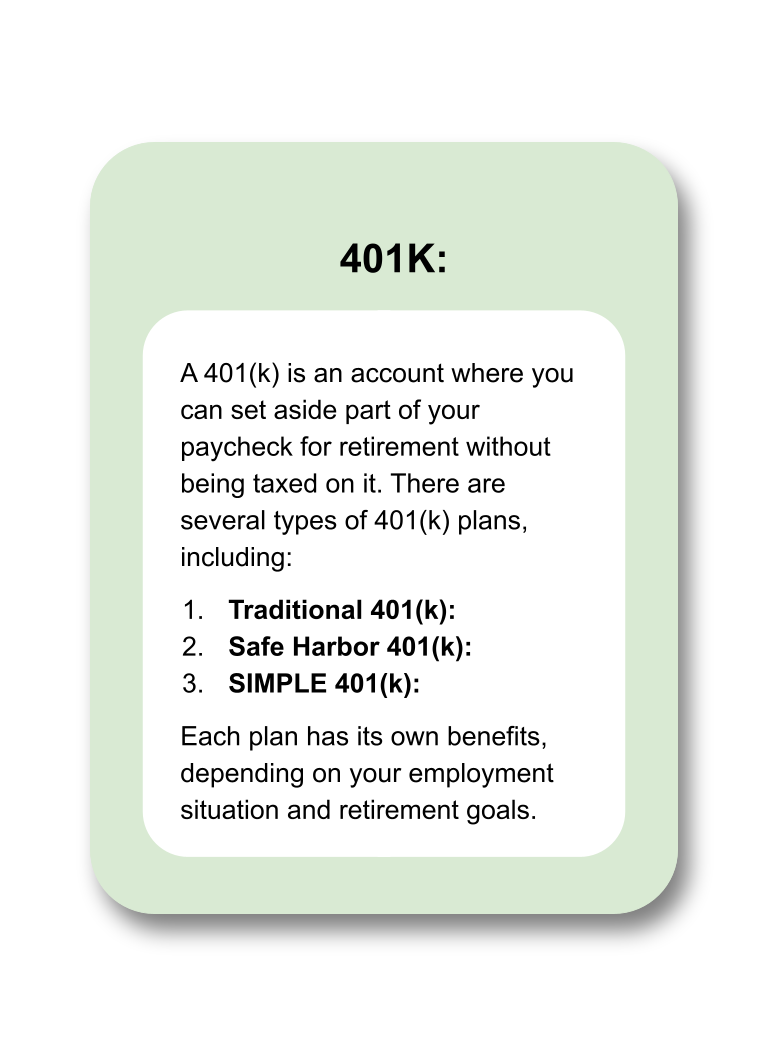 401K:
A 401(k) is an account where you
can set aside part of your
paycheck for retirement without
being taxed on it. There are
several types of 401(k) plans,
including:
1. Traditional 401(k):
2. Safe Harbor 401(k):
3. SIMPLE 401(k):
Each plan has its own benefits,
depending on your employment
situation and retirement goals.